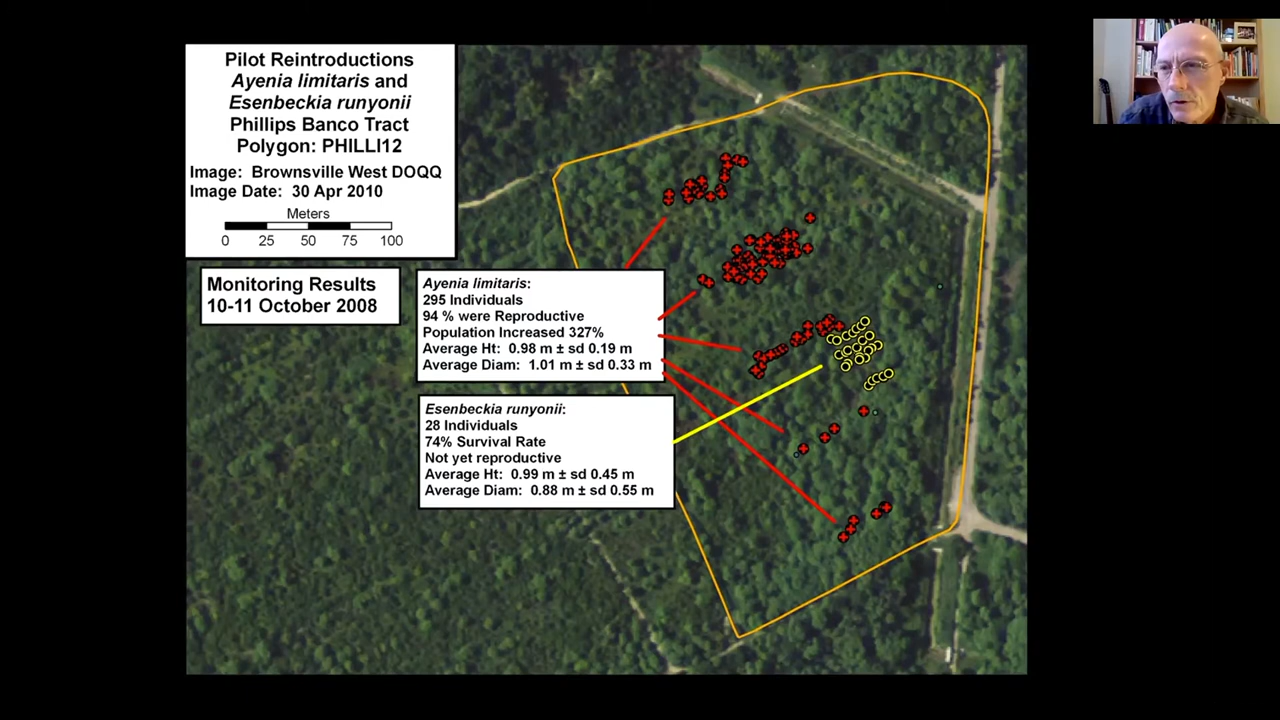 Pilot Reintroductions
Ayenia limitaris and
Esenbeckia runyonii
Phillips Banco Tract
Polygon: PHILLI12
Image: Brownsville West DOQQ
Image Date: 30 Apr 2010
Meters
0 25 50 75 100
Monitoring Results
10-11 October 2008
Ayenia limitaris:
295 Individuals
94 % were Reproductive
Population Increased 327%
Average Ht: 0.98 m ± sd 0.19 m
Average Diam: 1.01 m ± sd 0.33 m
Esenbeckia runyonii:
28 Individuals
74% Survival Rate
Not yet reproductive
Average Ht: 0.99 m ± sd 0.45 m
Average Diam: 0.88 m ± sd 0.55 m